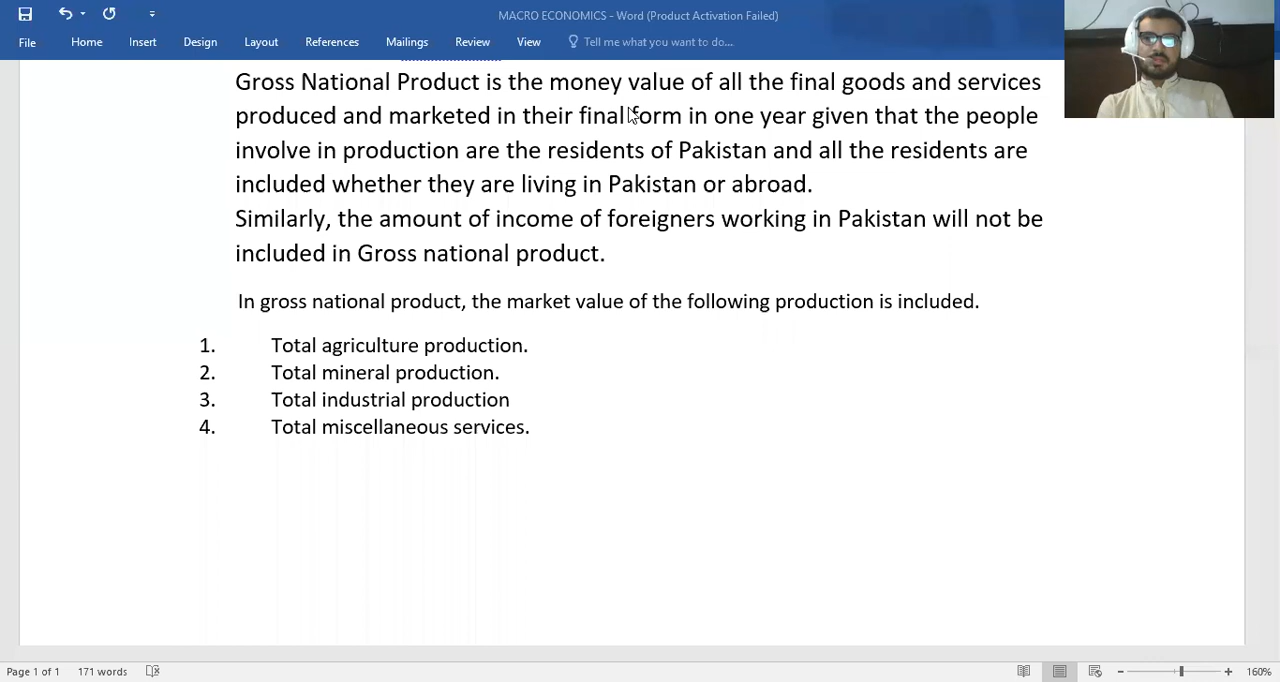 MACRO ECONOMICS - Word (Product Activation Failed)
File Home Insert Design Layout References Mailings Review View Tell me what you want to do...
Gross National Product is the money value of all the final goods and services
produced and marketed in their final form in one year given that the people
involve in production are the residents of Pakistan and all the residents are
included whether they are living in Pakistan or abroad.
Similarly, the amount of income of foreigners working in Pakistan will not be
included in Gross national product.
In gross national product, the market value of the following production is included.
1. Total agriculture production.
2. Total mineral production.
3. Total industrial production
4. Total miscellaneous services.
Page 1 of 1 171 words 160%